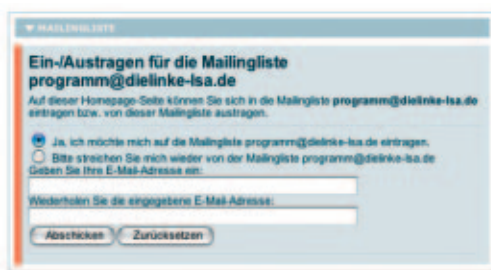 ▼ MAILINGLISTE
Ein-/Austragen für die Mailingliste
programm@dielinke-lsa.de
Auf dieser Homepage-Seite können Sie sich in die Mailingliste programm@dielinke-lsa.de
eintragen bzw. von dieser Mailingliste austragen.
Ja, ich möchte mich auf die Mailingliste programm@dielinke-lsa.de eintragen.
Bitte streichen Sie mich wieder von der Mailingliste programm@dielinke-lsa.de
Geben Sie Ihre E-Mail-Adresse ein:
Wiederholen Sie die eingegebene E-Mail-Adresse:
Abschicken Zurücksetzen